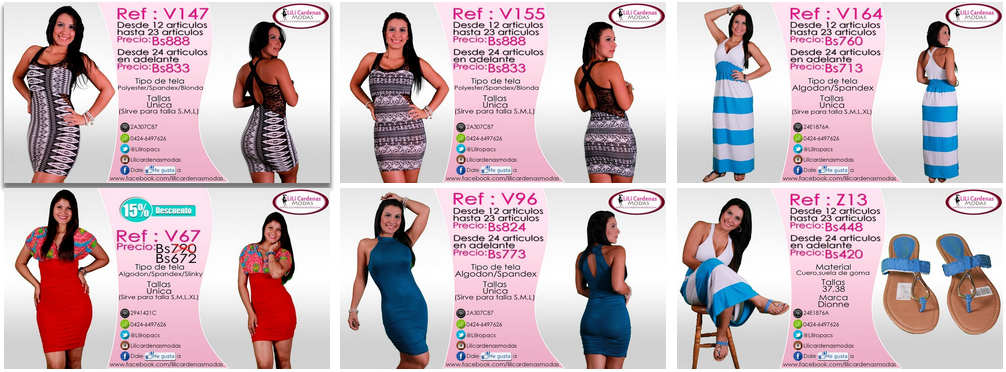 LiLi Cardenas
MODAS
Ref : V147
Desde 12 articulos
hasta 23 articulos
Precio:Bs888
Desde 24 articulos
en adelante
Precio:Bs833
Tipo de tela
Polyester/Spandex/Blonda
Tallas
Unica
(Sirve para talla S,M,L)
2A307C87
0424-6497626
@Liliropacs
Lilicardenasmodas
Dale Me gusta a
www.facebook.com/lilicardenasmodas
LiLi Cardenas
MODAS
Ref : V155
Desde 12 articulos
hasta 23 articulos
Precio:Bs888
Desde 24 articulos
en adelante
Precio:Bs833
Tipo de tela
Polyester/Spandex/Blonda
Tallas
Unica
(Sirve para talla S,M,L)
2A307C87
0424-6497626
@Liliropacs
Lilicardenasmodas
Dale Me gusta a
www.facebook.com/lilicardenasmodas
LiLi Cardenas
MODAS
Ref : V164
Desde 12 articulos
hasta 23 articulos
Precio:Bs760
Desde 24 articulos
en adelante
Precio:Bs713
Tipo de tela
Algodon/Spandex
Tallas
Unica
(Sirve para talla S,M,L)
24E1876A
0424-6497626
@Liliropacs
Lilicardenasmodas
Dale Me gusta a
www.facebook.com/lilicardenasmodas
15% Descuento
LiLi Cardenas
MODAS
Ref : V67
Precio:Bs790
Bs672
Tipo de tela
Algodon/Spandex/Slinky
Tallas
Unica
(Sirve para talla S,M,L,XL)
2941421C
0424-6497626
@Liliropacs
Lilicardenasmodas
Dale Me gusta a
www.facebook.com/lilicardenasmodas
LiLi Cardenas
MODAS
Ref : V96
Desde 12 articulos
hasta 23 articulos
Precio:Bs824
Desde 24 articulos
en adelante
Precio:Bs773
Tipo de tela
Algodon/Spandex
Tallas
Unica
(Sirve para talla S,M,L)
2A307C87
0424-6497626
@Liliropacs
Lilicardenasmodas
Dale Me gusta a
www.facebook.com/lilicardenasmodas
LiLi Cardenas
MODAS
Ref : Z13
Desde 12 articulos
hasta 23 articulos
Precio:Bs448
Desde 24 articulos
en adelante
Precio:Bs420
Material
Cuero,suela de goma
Tallas
37,38
Marca
Dionne
24E1876A
0424-6497626
@Liliropacs
Lilicardenasmodas
Dale Me gusta a
www.facebook.com/lilicardenasmodas